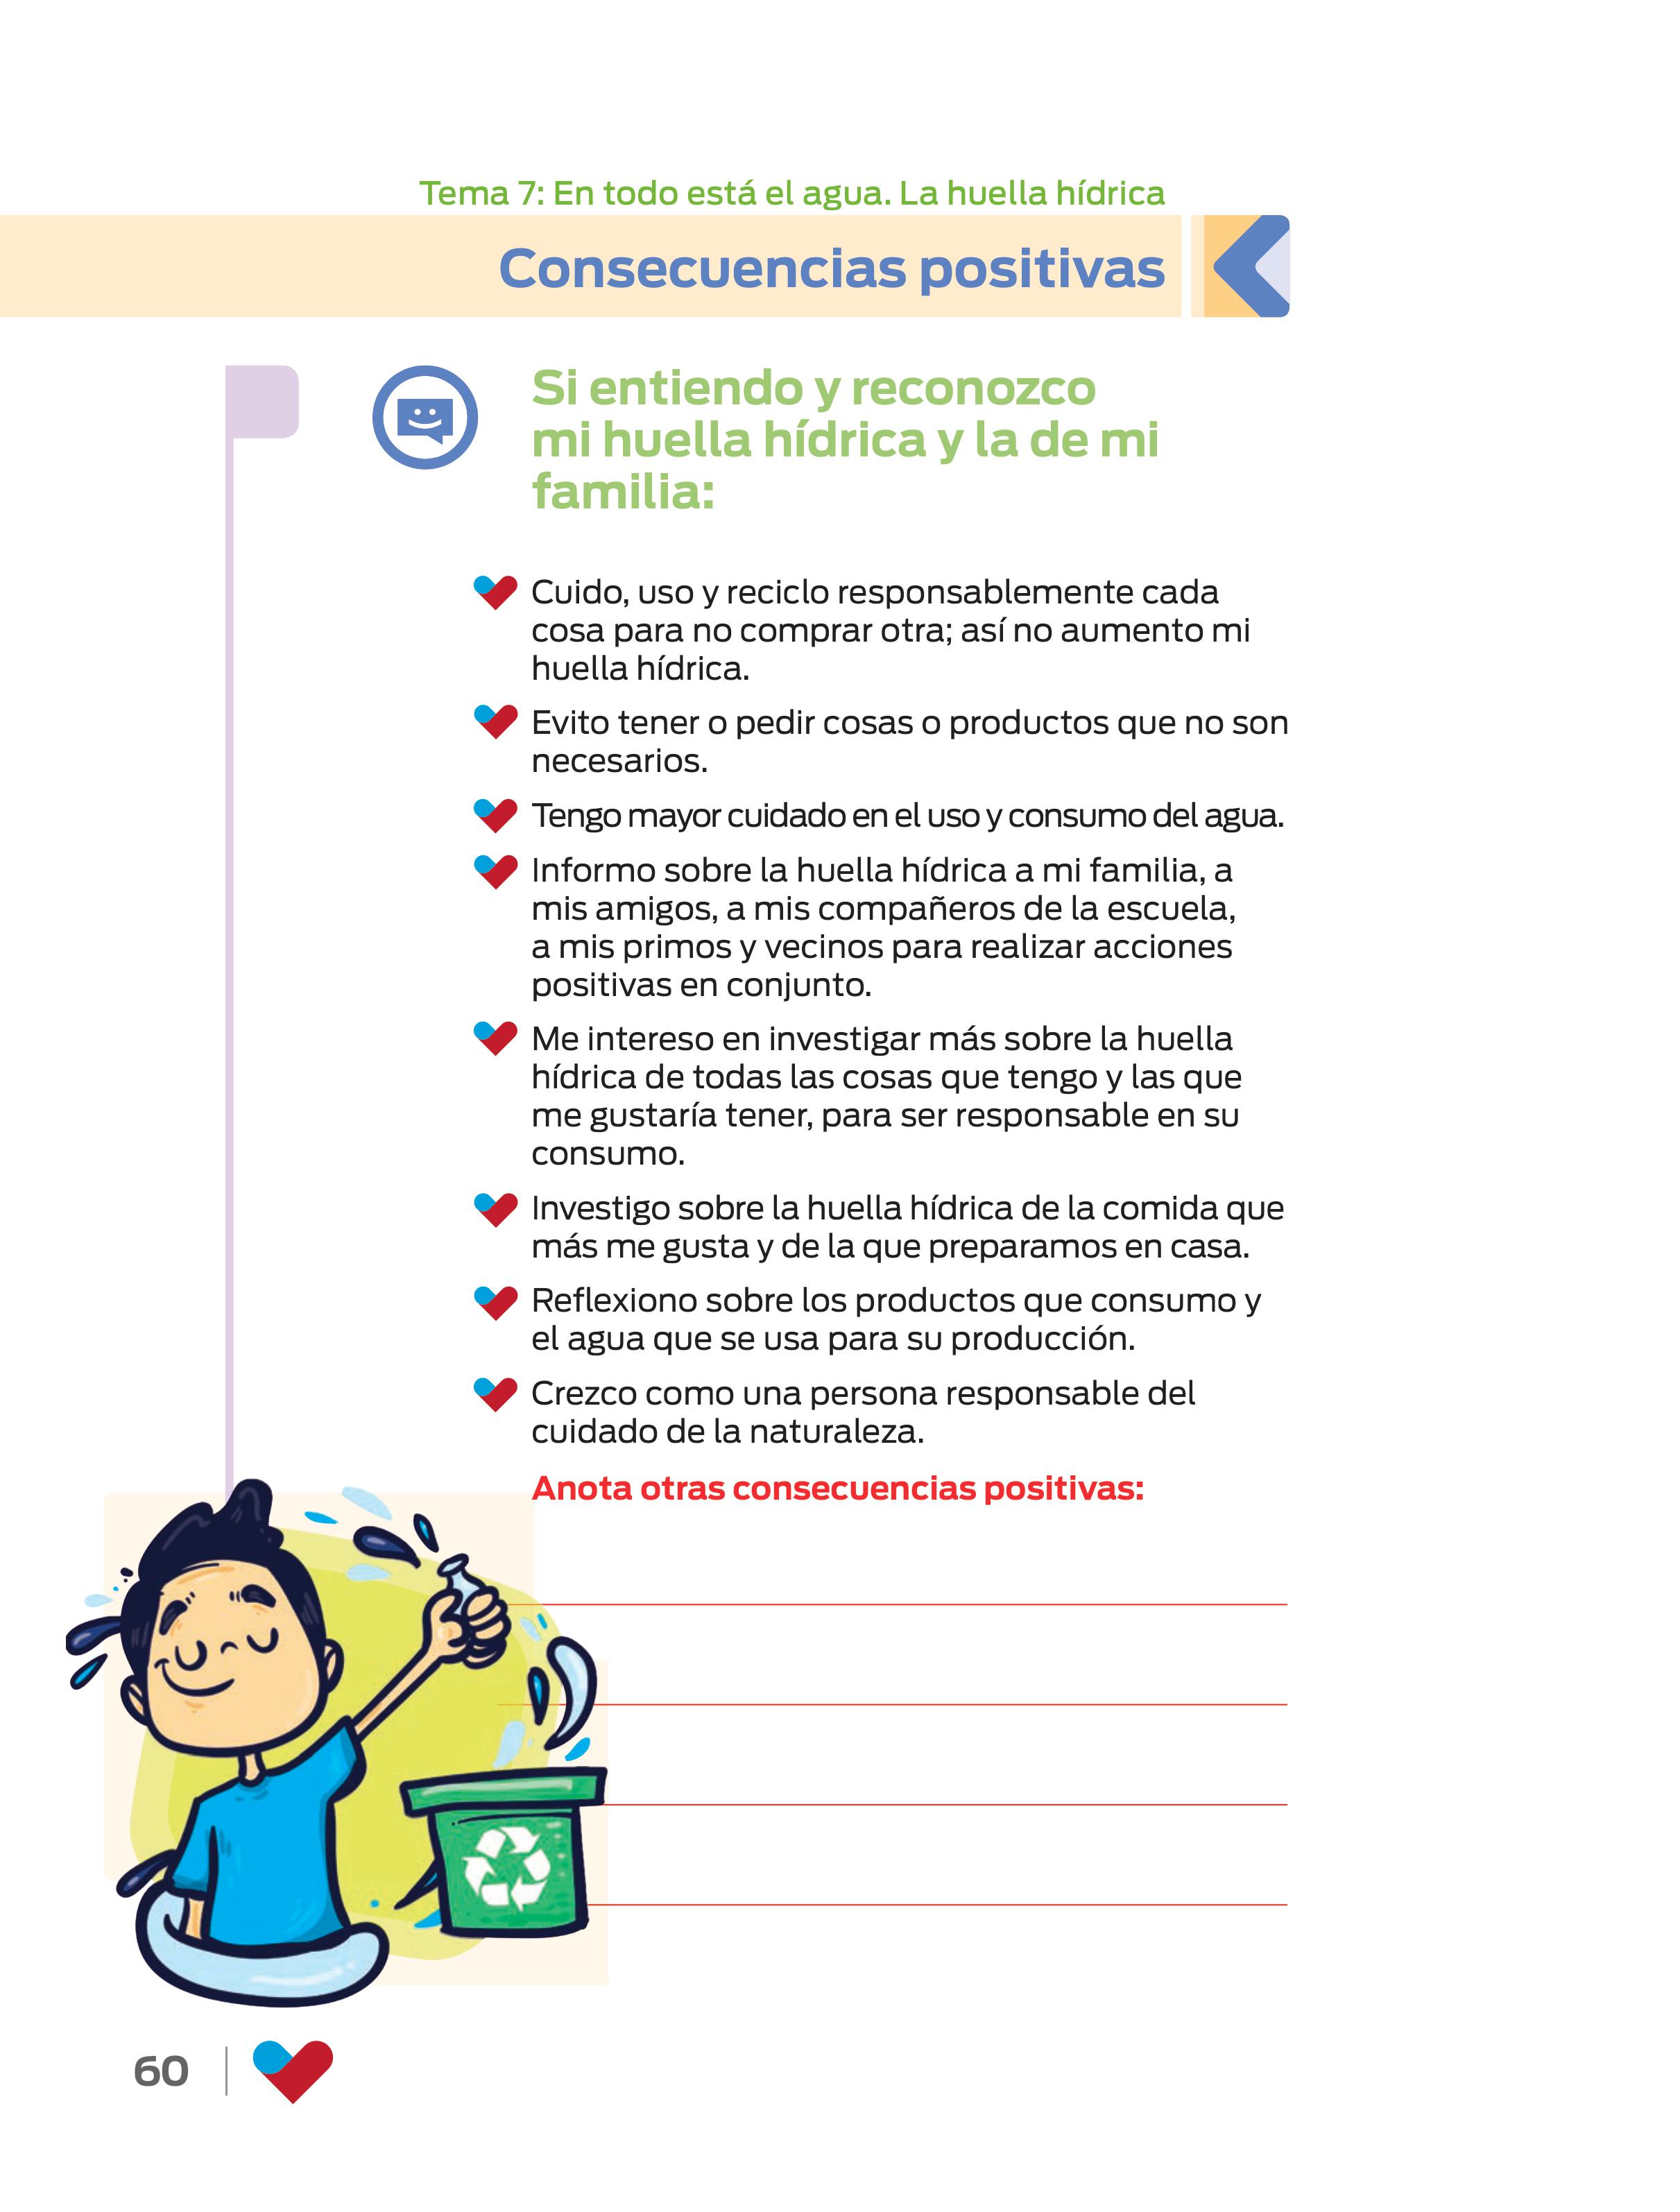 Tema 7: En todo está el agua. La huella hídrica
Consecuencias positivas
Si entiendo y reconozco
mi huella hídrica y la de mi
familia:
Cuido, uso y reciclo responsablemente cada
cosa para no comprar otra; así no aumento mi
huella hídrica.
Evito tener o pedir cosas o productos que no son
necesarios.
Tengo mayor cuidado en el uso y consumo del agua.
Informo sobre la huella hídrica a mi familia, a
mis amigos, a mis compañeros de la escuela,
a mis primos y vecinos para realizar acciones
positivas en conjunto.
Me intereso en investigar más sobre la huella
hídrica de todas las cosas que tengo y las que
me gustaría tener, para ser responsable en su
consumo.
Investigo sobre la huella hídrica de la comida que
más me gusta y de la que preparamos en casa.
Reflexiono sobre los productos que consumo y
el agua que se usa para su producción.
Crezco como una persona responsable del
cuidado de la naturaleza.
Anota otras consecuencias positivas:
60